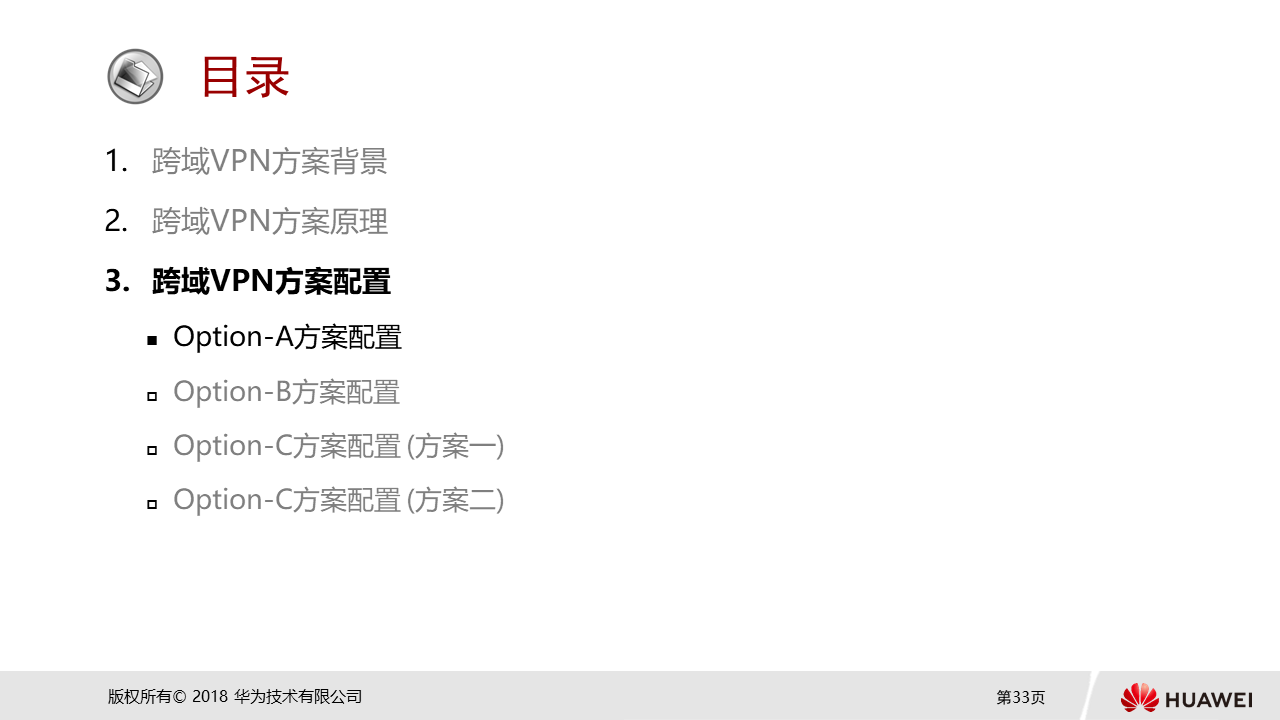 目录
1. 跨域VPN方案背景
2. 跨域VPN方案原理
3. 跨域VPN方案配置
Option-A方案配置
Option-B方案配置
Option-C方案配置 (方案一)
Option-C方案配置 (方案二)
版权所有© 2018 华为技术有限公司
第33页
HUAWEI